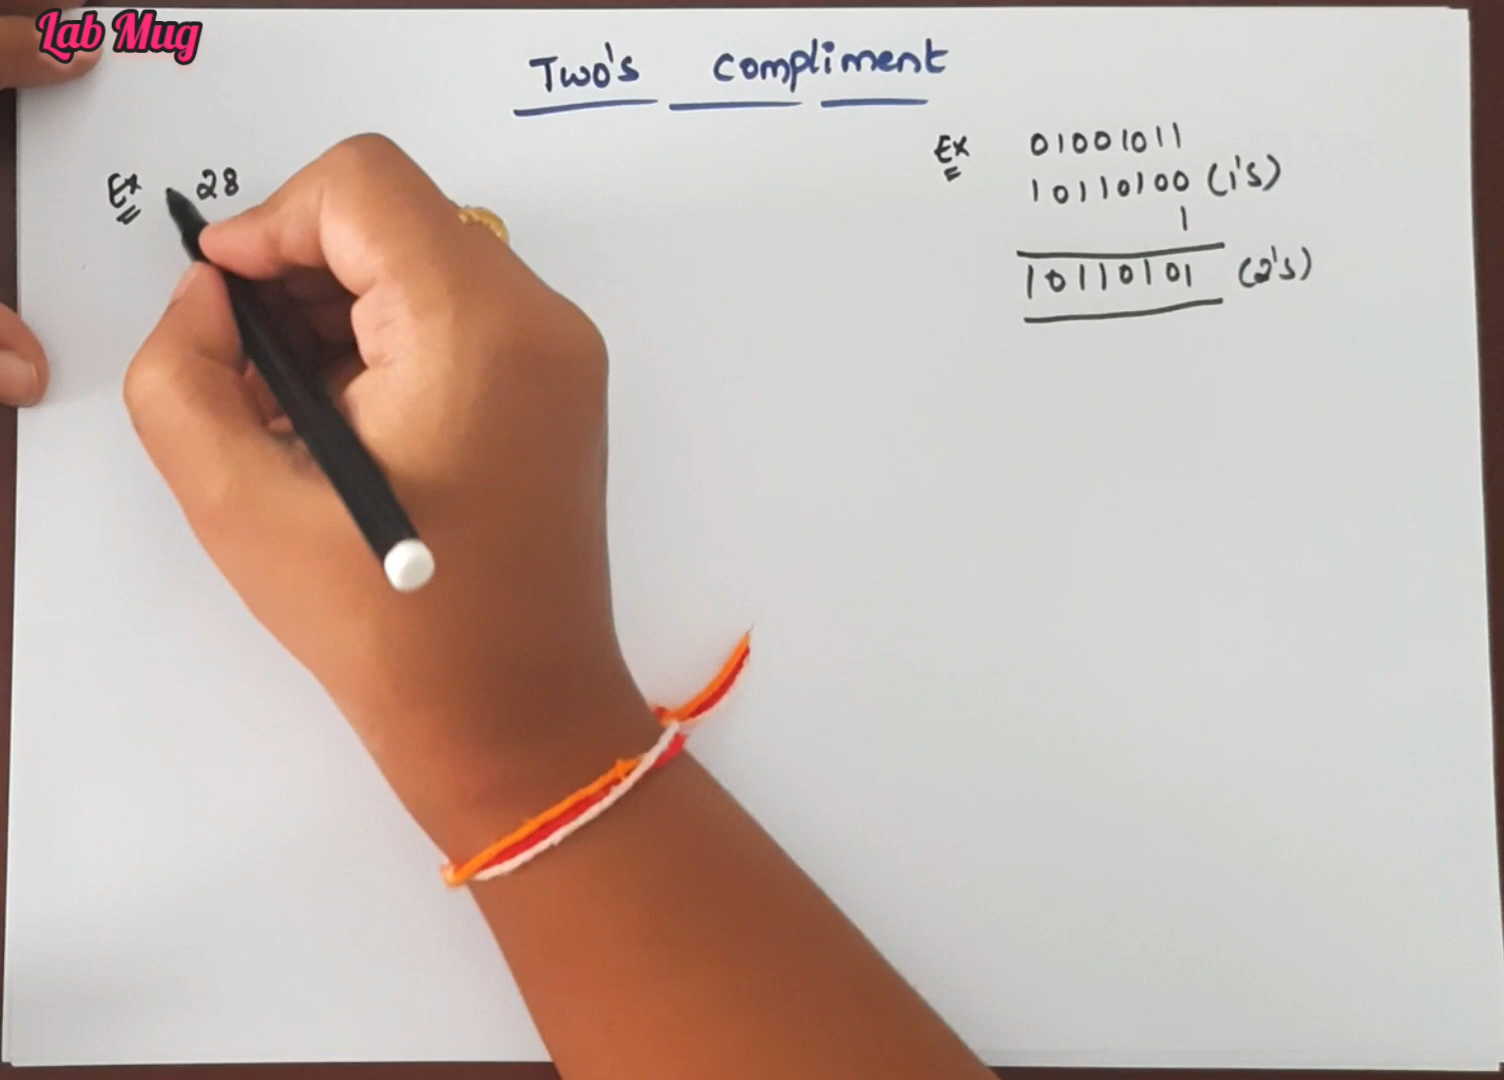 Lab Mug
Two's compliment
Ex 28
Ex 01001011
10110100 (1's)
1
10110101 (2's)